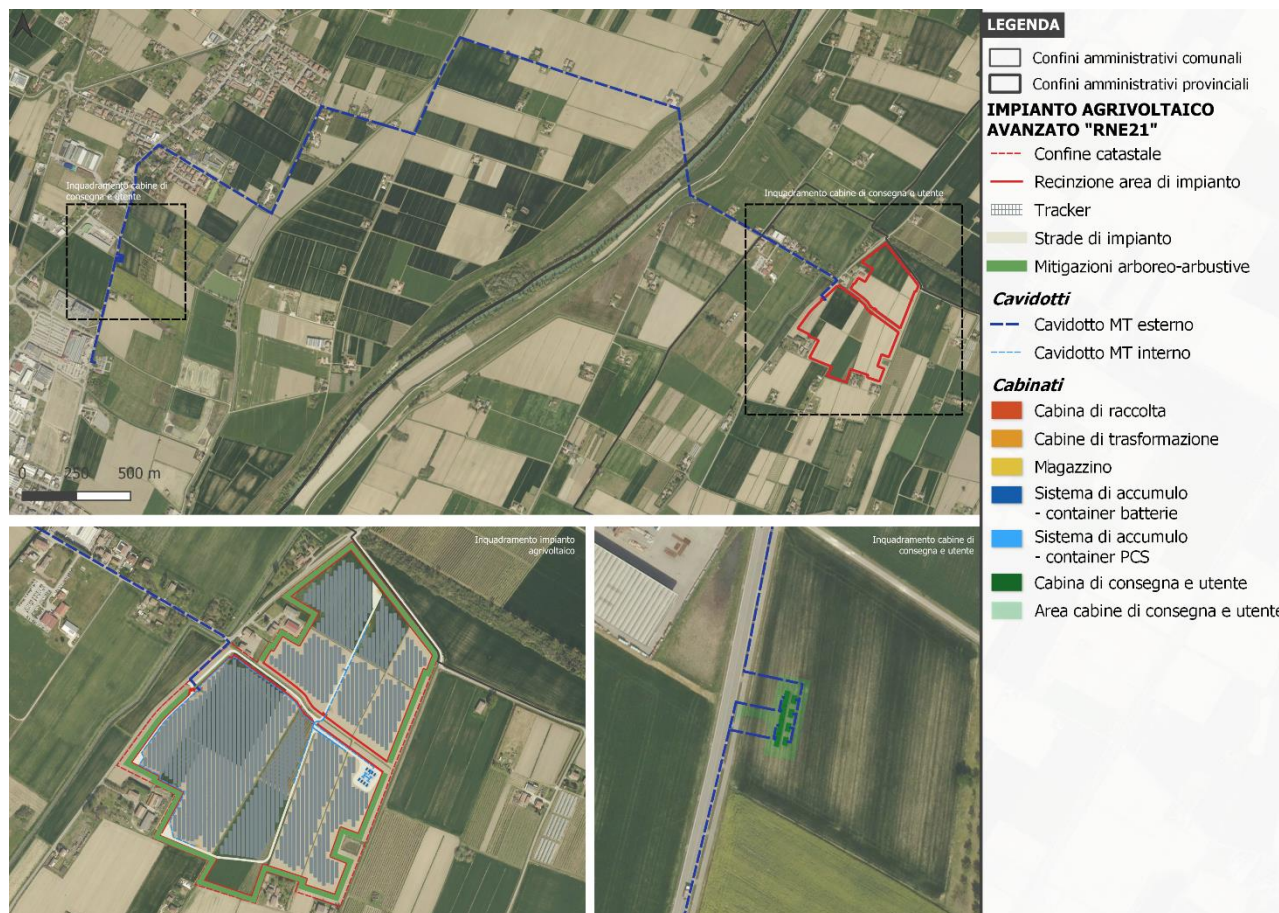 Inquadramento cabine di
consegna e utente
Inquadramento cabine di consegna e utente
0 250 500 m
Inquadramento impianto
agrivoltaico
Inquadramento cabine di
consegna e utente
LEGENDA
Confini amministrativi comunali
Confini amministrativi provinciali
IMPIANTO AGRIVOLTAICO
AVANZATO "RNE21"
Confine catastale
Recinzione area di impianto
Tracker
Strade di impianto
Mitigazioni arboreo-arbustive
Cavidotti
Cavidotto MT esterno
Cavidotto MT interno
Cabinati
Cabina di raccolta
Cabine di trasformazione
Magazzino
Sistema di accumulo
- container batterie
Sistema di accumulo
- container PCS
Cabina di consegna e utente
Area cabine di consegna e utente